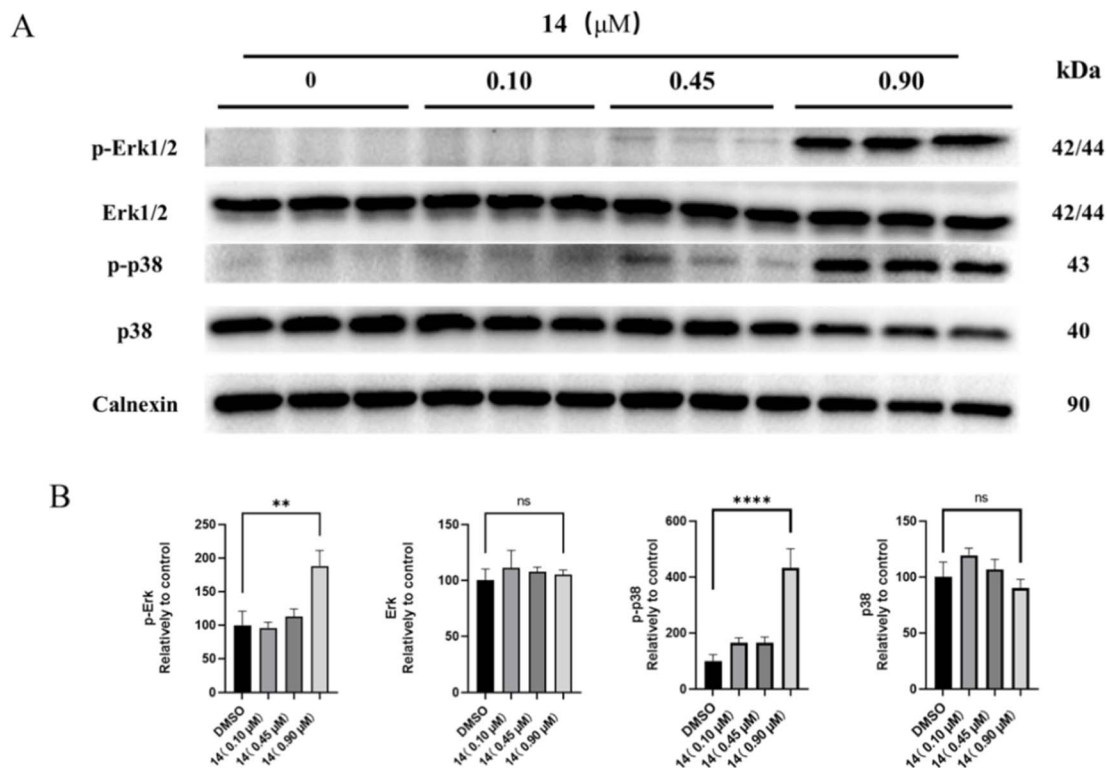 A
14 (μM)
0 0.10 0.45 0.90 kDa
p-Erk1/2 42/44
Erk1/2 42/44
p-p38 43
p38 40
Calnexin 90
B
**
250
200
150
100
50
0
p-Erk
Relatively to control
DMSO
14( 0.10 μM)
14( 0.45 μM)
14( 0.90 μM)
ns
150
100
50
0
Erk
Relatively to control
DMSO
14( 0.10 μM)
14( 0.45 μM)
14( 0.90 μM)
****
600
400
200
0
p-p38
Relatively to control
DMSO
14( 0.10 μM)
14( 0.45 μM)
14( 0.90 μM)
ns
150
100
50
0
p38
Relatively to control
DMSO
14( 0.10 μM)
14( 0.45 μM)
14( 0.90 μM)